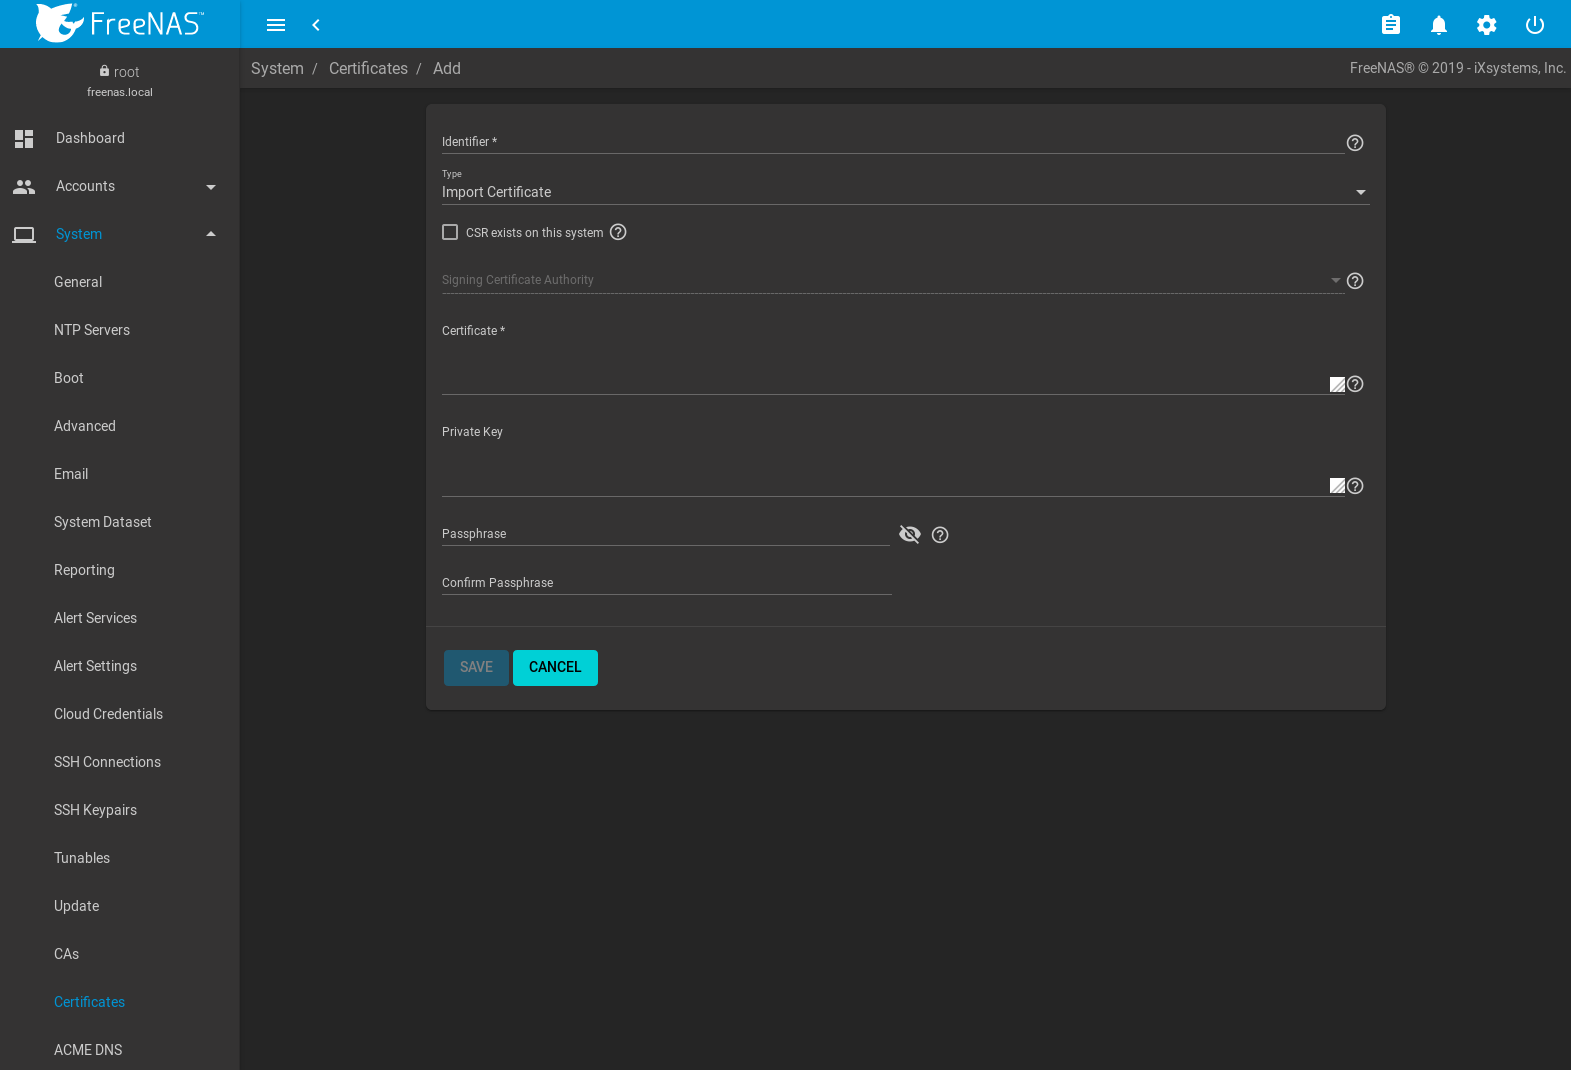 FreeNAS™
root
freenas.local
Dashboard
Accounts
System
General
NTP Servers
Boot
Advanced
Email
System Dataset
Reporting
Alert Services
Alert Settings
Cloud Credentials
SSH Connections
SSH Keypairs
Tunables
Update
CAs
Certificates
ACME DNS
System / Certificates / Add
FreeNAS® © 2019 - iXsystems, Inc.
Identifier *
Type
Import Certificate
CSR exists on this system
Signing Certificate Authority
Certificate *
Private Key
Passphrase
Confirm Passphrase
SAVE CANCEL